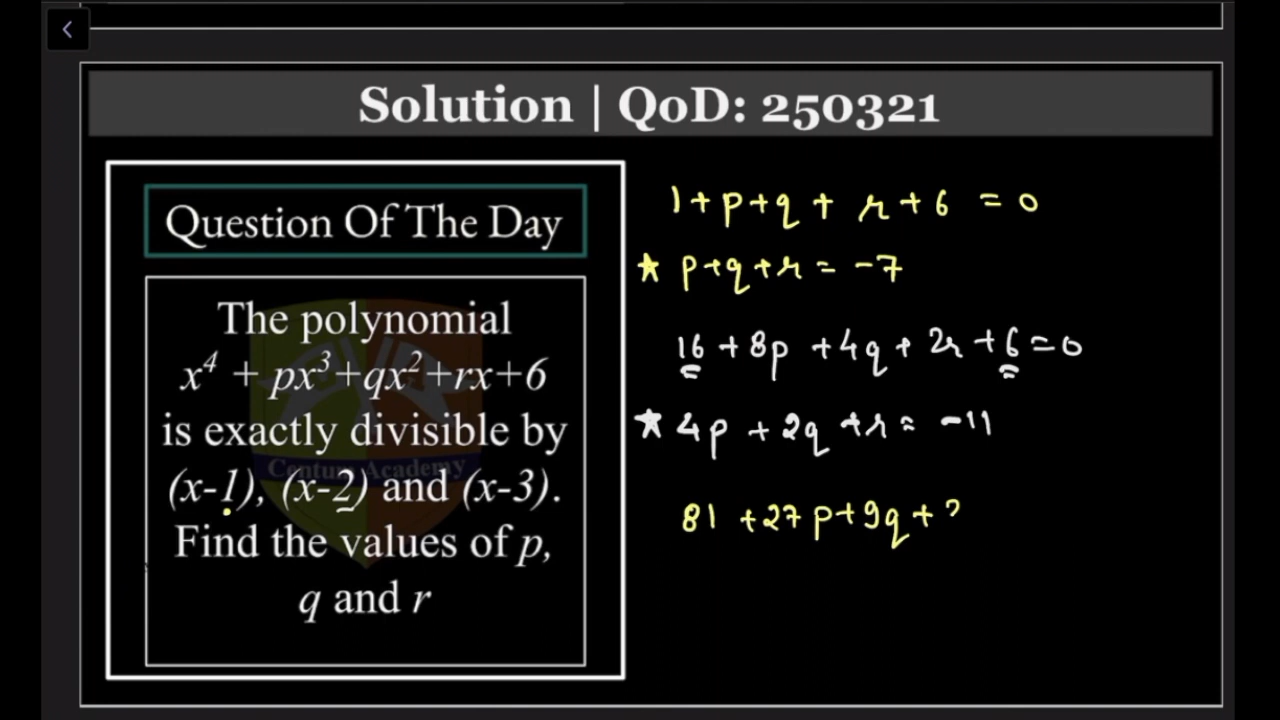 Solution | QoD: 250321
Question Of The Day
The polynomial
x⁴ + px³+qx²+rx+6
is exactly divisible by
Centum Academy
(x-1), (x-2) and (x-3).
Find the values of p,
q and r
1+p+q+r+6 = 0
★ p+q+r = -7
16+8p+4q+2r+6=0
★ 4p+2q+r = -11
81+27p+9q+